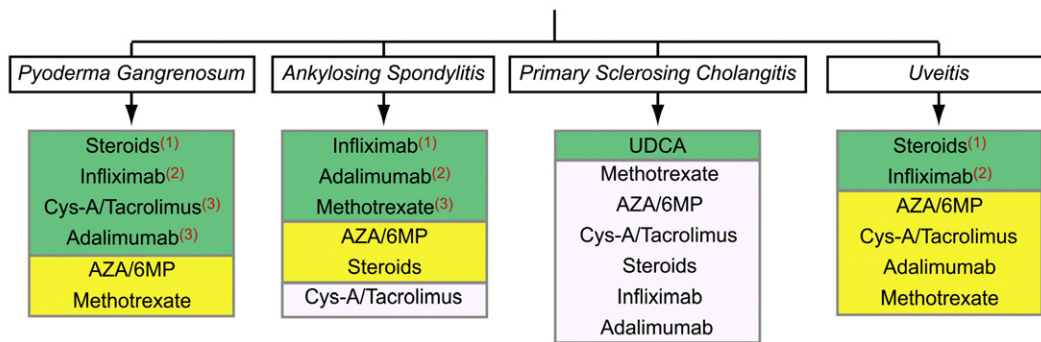 Pyoderma Gangrenosum
Steroids(1)
Infliximab(2)
Cys-A/Tacrolimus(3)
Adalimumab(3)
AZA/6MP
Methotrexate
Ankylosing Spondylitis
Infliximab(1)
Adalimumab(2)
Methotrexate(3)
AZA/6MP
Steroids
Cys-A/Tacrolimus
Primary Sclerosing Cholangitis
UDCA
Methotrexate
AZA/6MP
Cys-A/Tacrolimus
Steroids
Infliximab
Adalimumab
Uveitis
Steroids(1)
Infliximab(2)
AZA/6MP
Cys-A/Tacrolimus
Adalimumab
Methotrexate